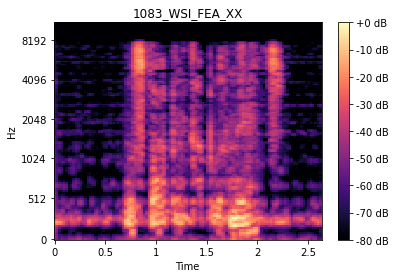 1083_WSI_FEA_XX
8192
4096
2048
1024
512
0
Hz
0
0.5
1
1.5
2
2.5
Time
+0 dB
-10 dB
-20 dB
-30 dB
-40 dB
-50 dB
-60 dB
-70 dB
-80 dB